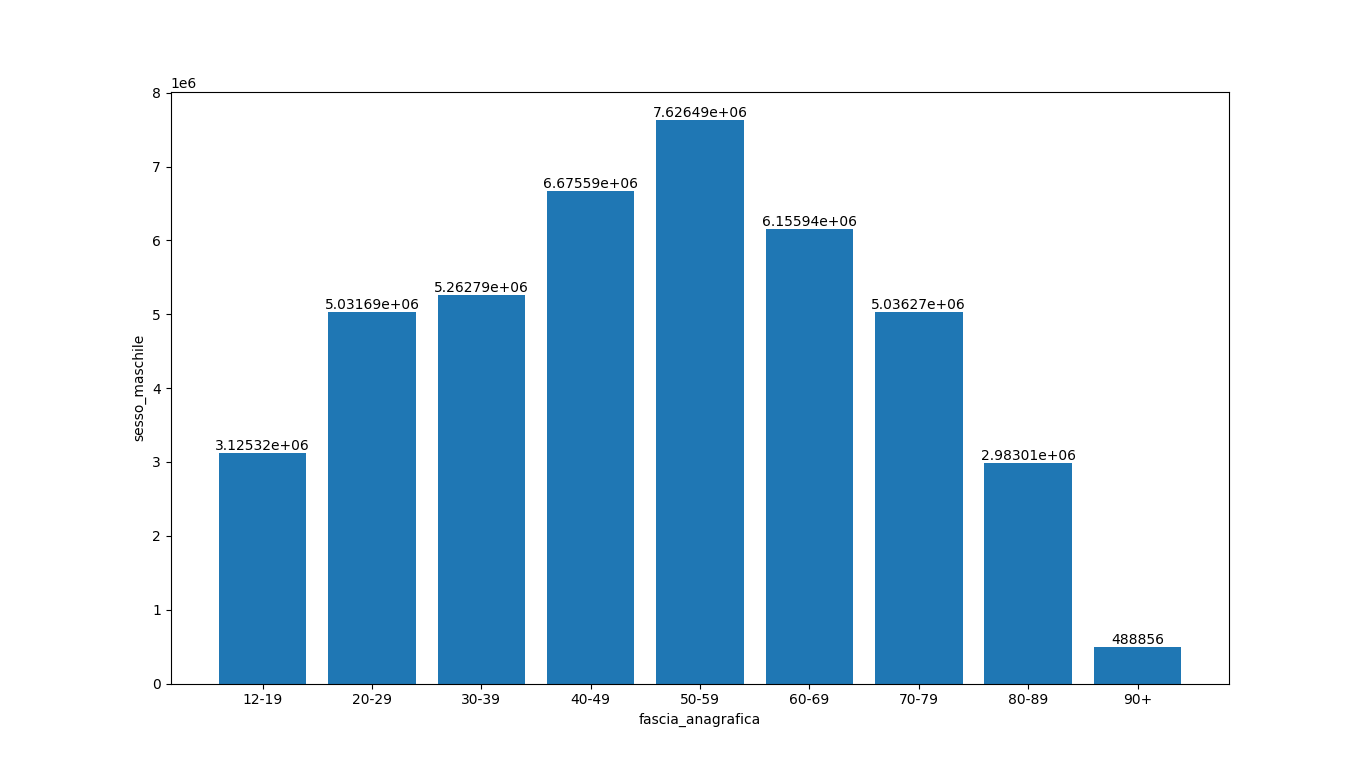 1e6
8
7
6
5
4
3
2
1
0
sesso_maschile
3.12532e+06
5.03169e+06
5.26279e+06
6.67559e+06
7.62649e+06
6.15594e+06
5.03627e+06
2.98301e+06
488856
12-19 20-29 30-39 40-49 50-59 60-69 70-79 80-89 90+
fascia_anagrafica